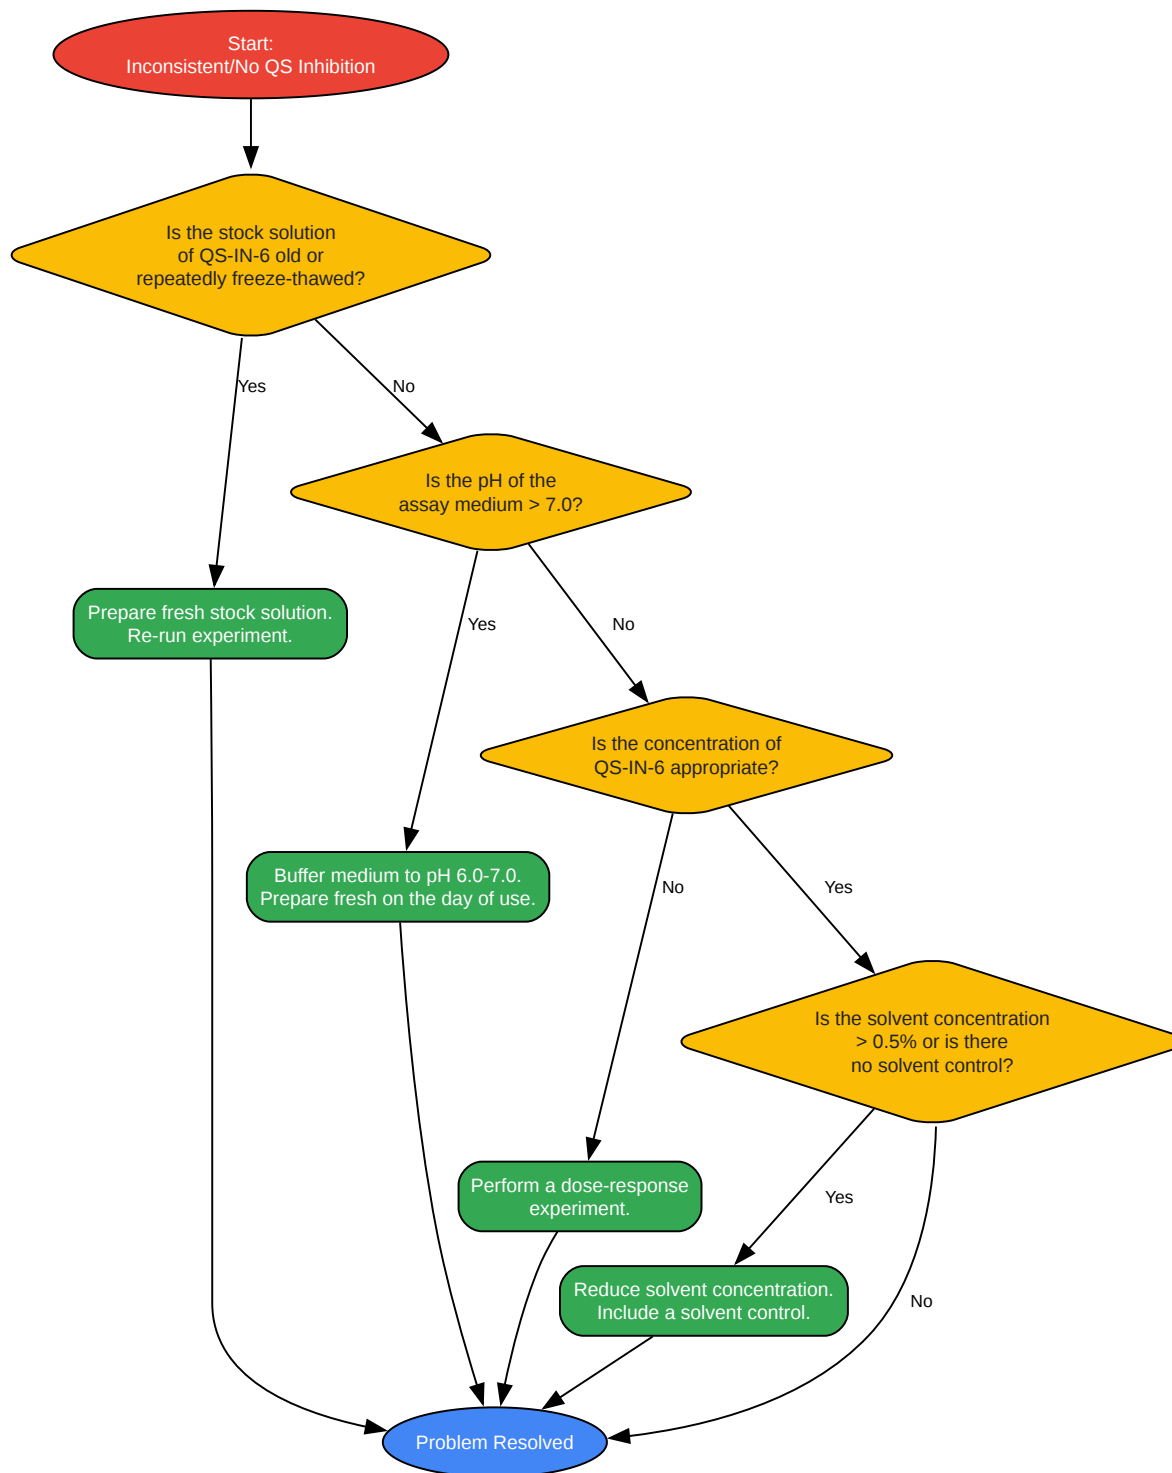 Start:
Inconsistent/No QS Inhibition
Is the stock solution
of QS-IN-6 old or
repeatedly freeze-thawed?
Yes
No
Is the pH of the
assay medium > 7.0?
Prepare fresh stock solution.
Re-run experiment.
Yes
No
Is the concentration of
QS-IN-6 appropriate?
Buffer medium to pH 6.0-7.0.
Prepare fresh on the day of use.
No
Yes
Is the solvent concentration
> 0.5% or is there
no solvent control?
Perform a dose-response
experiment.
Yes
Reduce solvent concentration.
Include a solvent control.
No
Problem Resolved